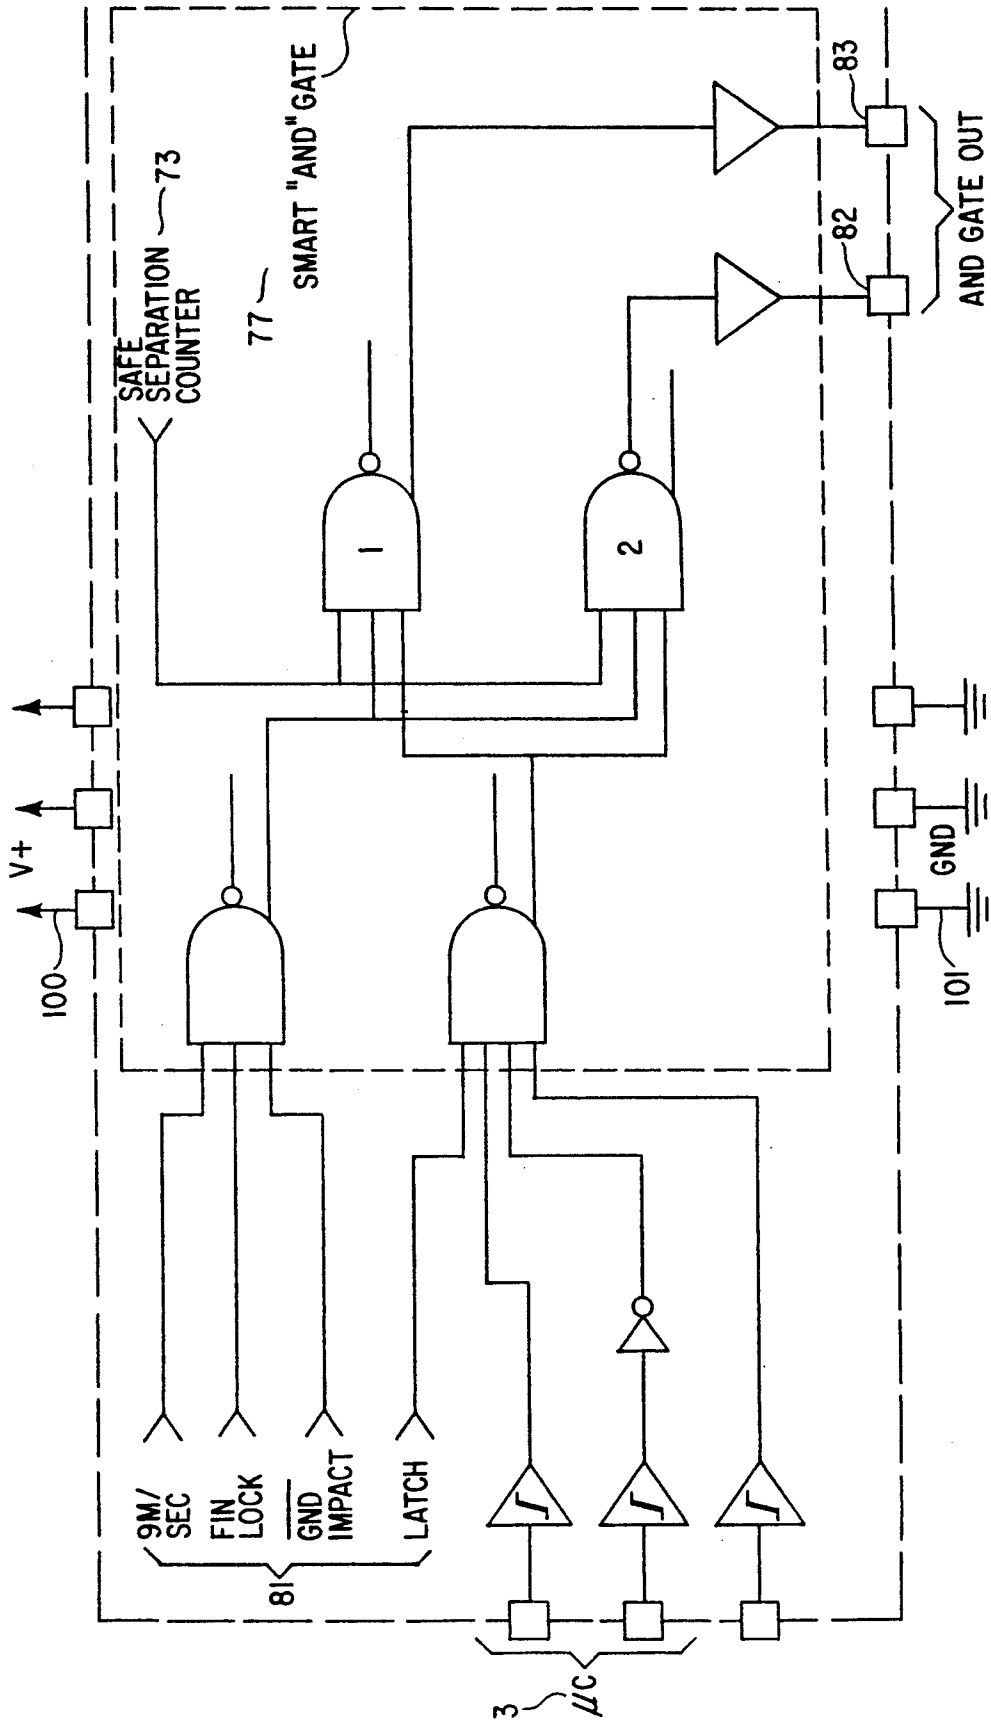 V+
100
SAFE
SEPARATION
COUNTER
73
77
SMART "AND" GATE
1
2
9M/
SEC
FIN
LOCK
GND
IMPACT
LATCH
81
3
μC
82
83
AND GATE OUT
GND
101